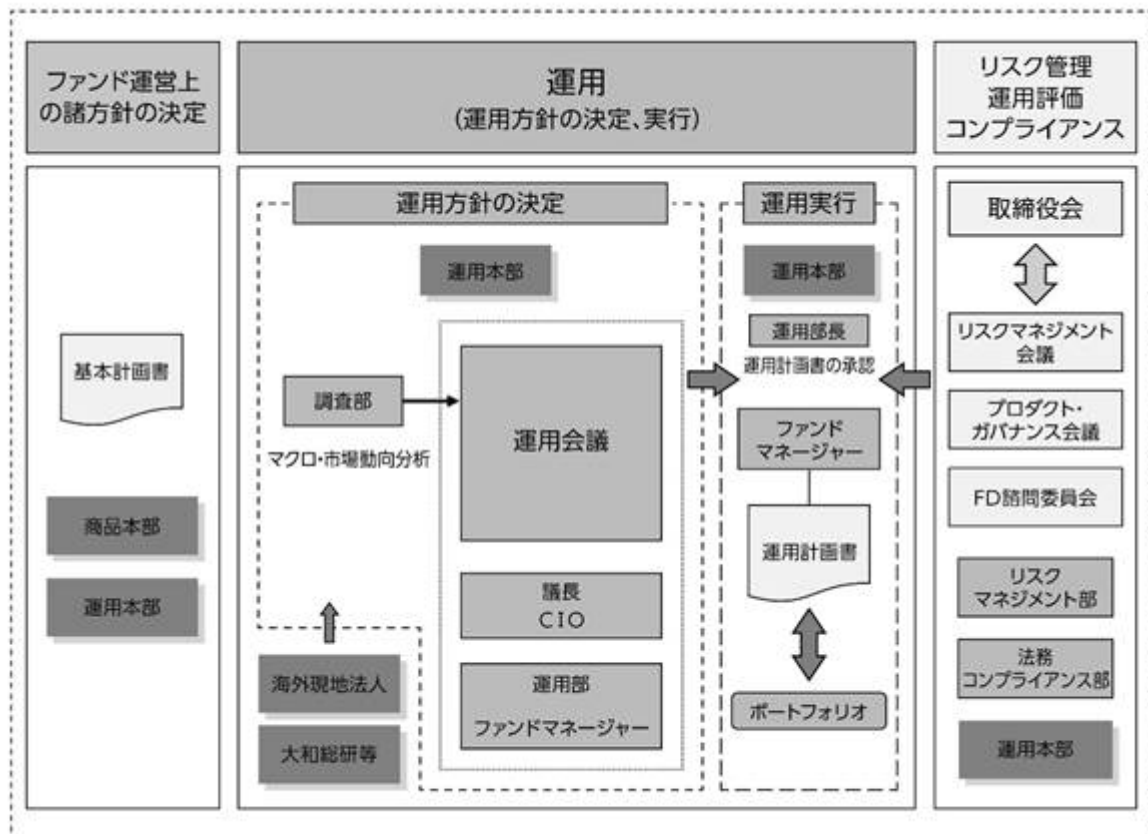 ファンド運営上
の諸方針の決定
運用
(運用方針の決定、実行)
リスク管理
運用評価
コンプライアンス
基本計画書
商品本部
運用本部
運用方針の決定
運用本部
調査部
マクロ・市場動向分析
運用会議
議長
CIO
運用部
ファンドマネージャー
海外現地法人
大和総研等
運用実行
運用本部
運用部長
運用計画書の承認
ファンド
マネージャー
運用計画書
ポートフォリオ
取締役会
リスクマネジメント
会議
プロダクト・
ガバナンス会議
FD諮問委員会
リスク
マネジメント部
法務
コンプライアンス部
運用本部